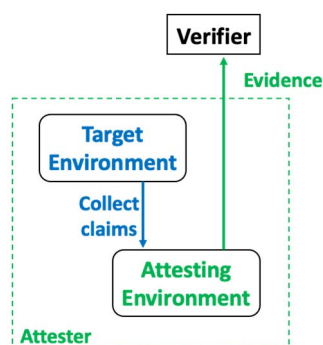 Verifier
Evidence
Target
Environment
Collect
claims
Attesting
Environment
Attester